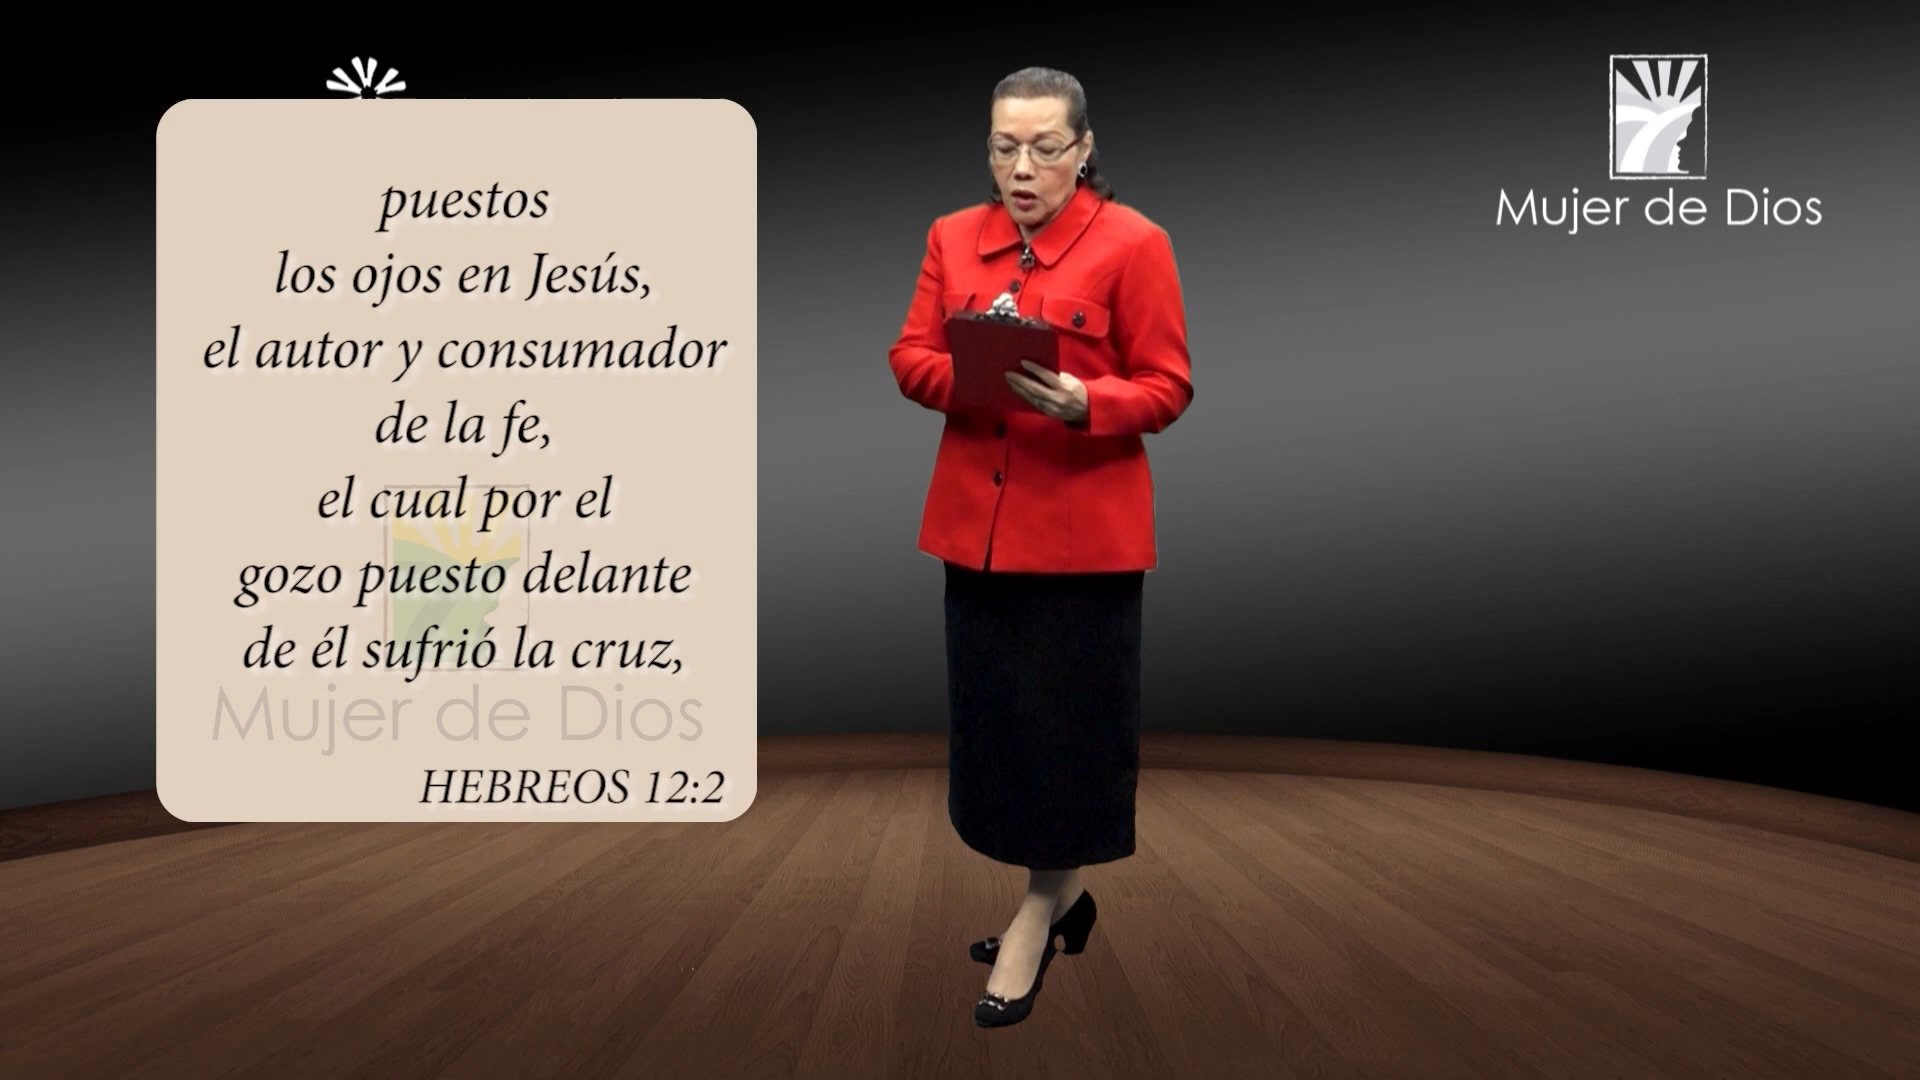 puestos
los ojos en Jesús,
el autor y consumador
de la fe,
el cual por el
gozo puesto delante
de él sufrió la cruz,
Mujer de Dios
HEBREOS 12:2
Mujer de Dios